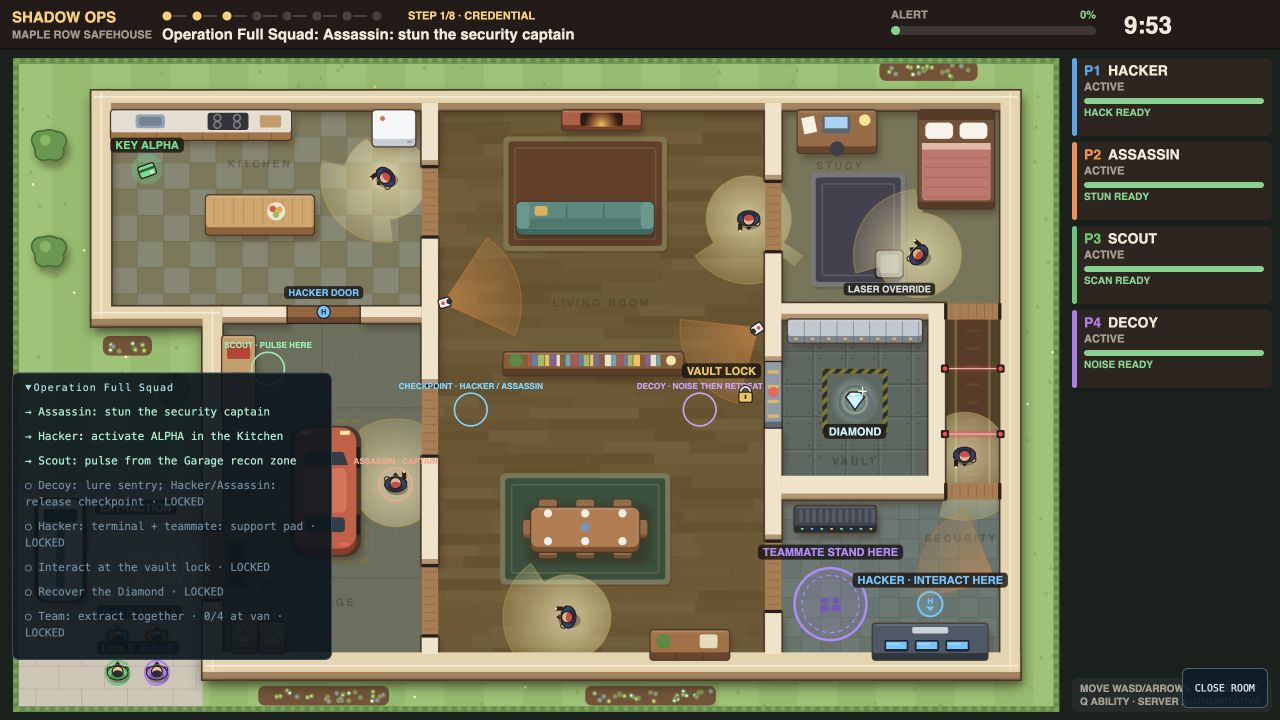 SHADOW OPS
MAPLE ROW SAFEHOUSE
STEP 1/8 · CREDENTIAL
Operation Full Squad: Assassin: stun the security captain
ALERT
0%
9:53
P1 HACKER
ACTIVE
HACK READY
P2 ASSASSIN
ACTIVE
STUN READY
P3 SCOUT
ACTIVE
SCAN READY
P4 DECOY
ACTIVE
NOISE READY
KEY ALPHA
KITCHEN
STUDY
LIVING ROOM
HACKER DOOR
H
LASER OVERRIDE
SCOUT · PULSE HERE
VAULT LOCK
CHECKPOINT · HACKER / ASSASSIN
DECOY · NOISE THEN RETREAT
DIAMOND
VAULT
ASSASSIN · CAPTAIN
SECURITY
TEAMMATE STAND HERE
HACKER · INTERACT HERE
H
▼Operation Full Squad
→ Assassin: stun the security captain
→ Hacker: activate ALPHA in the Kitchen
→ Scout: pulse from the Garage recon zone
○ Decoy: lure sentry; Hacker/Assassin:
release checkpoint · LOCKED
○ Hacker: terminal + teammate: support pad ·
LOCKED
○ Interact at the vault lock · LOCKED
○ Recover the Diamond · LOCKED
○ Team: extract together · 0/4 at van ·
LOCKED
EXTRACTION
MOVE WASD/ARROWS
Q ABILITY · SERVER AUTHORITATIVE
CLOSE ROOM